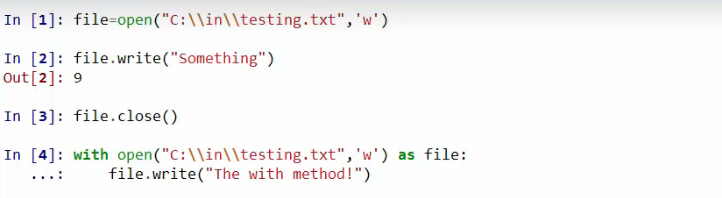 In [1]: file=open("C:\\in\\testing.txt",'w')
In [2]: file.write("Something")
Out[2]: 9
In [3]: file.close()
In [4]: with open("C:\\in\\testing.txt",'w') as file:
   ...:     file.write("The with method!")